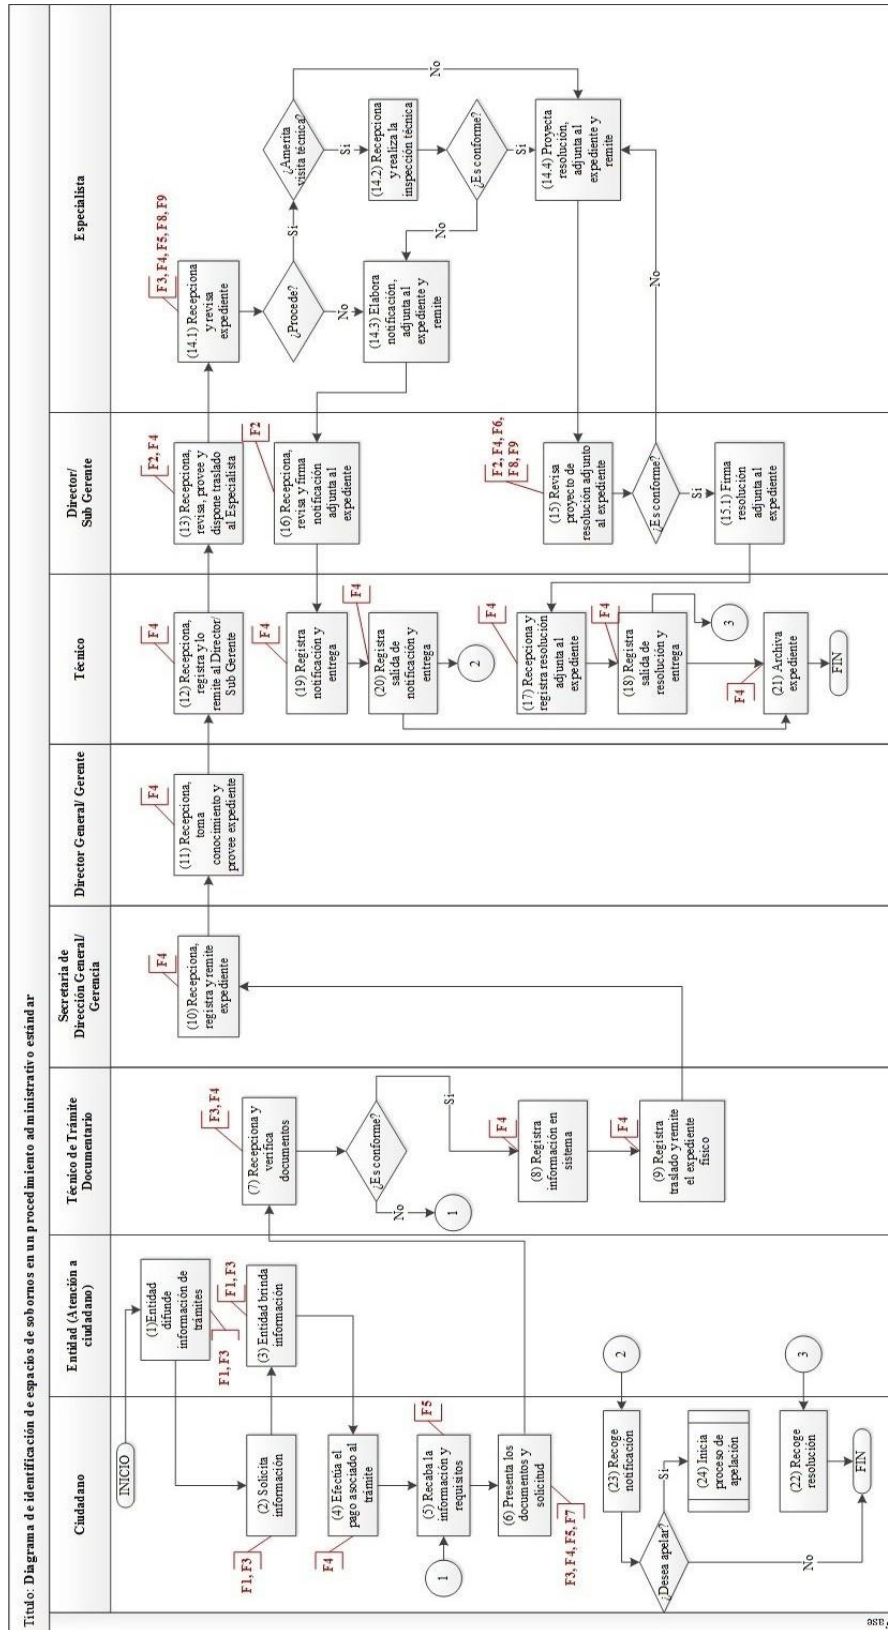 Título: Diagrama de identificación de espacios de sobornos en un procedimiento administrativo estándar
Ciudadano
Entidad (Atención a
ciudadano)
Técnico de Trámite
Documentario
Secretaria de
Dirección General/
Gerencia
Director General/ Gerente
Técnico
Director/
Sub Gerente
Especialista
INICIO
(1)Entidad
difunde
información de
trámites
F1, F3
(2) Solicita
información
F1, F3
(3) Entidad brinda
información
F1, F3
(4) Efectúa el
pago asociado al
trámite
F4
(5) Recaba la
información y
requisitos
F5
1
(6) Presenta los
documentos y
solicitud
F3, F4, F5, F7
(7) Recepciona y
verifica
documentos
F3, F4
¿Es conforme?
No
1
Si
(8) Registra
información en
sistema
F4
(9) Registra
traslado y remite
el expediente
físico
F4
(10) Recepciona,
registra y remite
expediente
F4
(11) Recepciona,
toma
conocimiento y
provee expediente
F4
(12) Recepciona,
registra y lo
remite al Director/
Sub Gerente
F4
(13) Recepciona,
revisa, provee y
dispone traslado
al Especialista
F2, F4
(14.1) Recepciona
y revisa
expediente
F3, F4, F5, F8, F9
¿Procede?
Si
No
¿Amerita
visita técnica?
Si
No
(14.2) Recepciona
y realiza la
inspección técnica
¿Es conforme?
No
Si
(14.3) Elabora
notificación,
adjunta al
expediente y
remite
(14.4) Proyecta
resolución,
adjunta al
expediente y
remite
(15) Revisa
proyecto de
resolución adjunto
al expediente
F2, F4, F6,
F8, F9
¿Es conforme?
No
Si
(15.1) Firma
resolución
adjunta al
expediente
(16) Recepciona,
revisa y firma
notificación
adjunta al
expediente
F2
(17) Recepciona y
registra resolución
adjunta al
expediente
F4
(18) Registra
salida de
resolución y
entrega
F4
3
(19) Registra
notificación y
entrega
F4
(20) Registra
salida de
notificación y
entrega
F4
2
(21) Archiva
expediente
F4
FIN
2
(23) Recoge
notificación
¿Desea apelar?
Si
(24) Inicia
proceso de
apelación
No
3
(22) Recoge
resolución
FIN